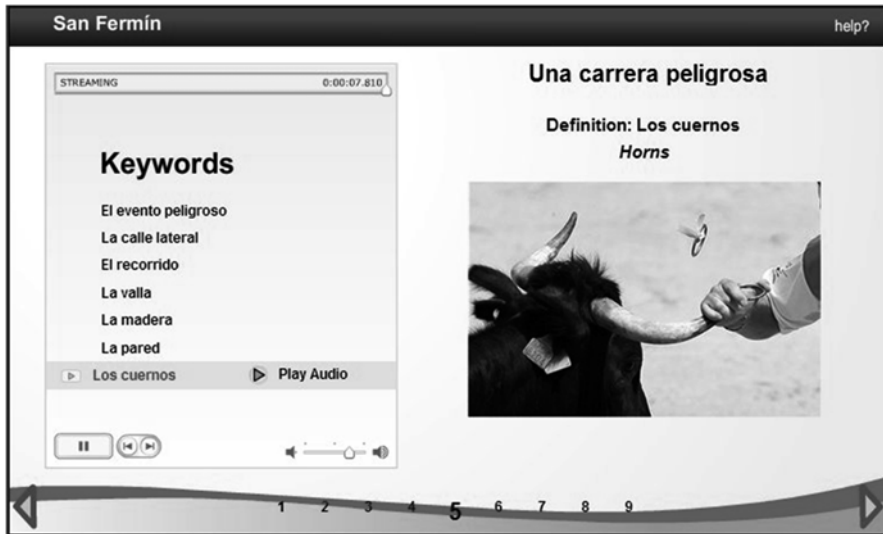 San Fermín
help?
STREAMING 0:00:07.810
Keywords
El evento peligroso
La calle lateral
El recorrido
La valla
La madera
La pared
Los cuernos
Play Audio
Una carrera peligrosa
Definition: Los cuernos
Horns
1 2 3 4 5 6 7 8 9